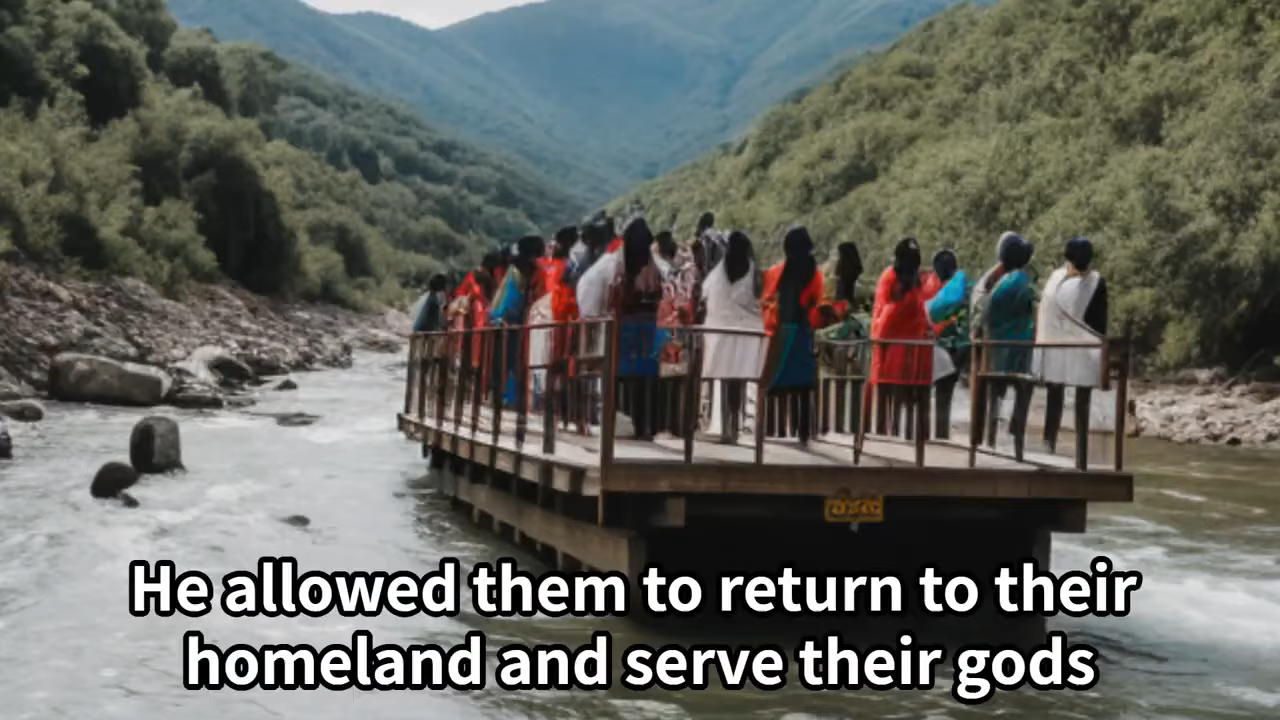 He allowed them to return to their
homeland and serve their gods